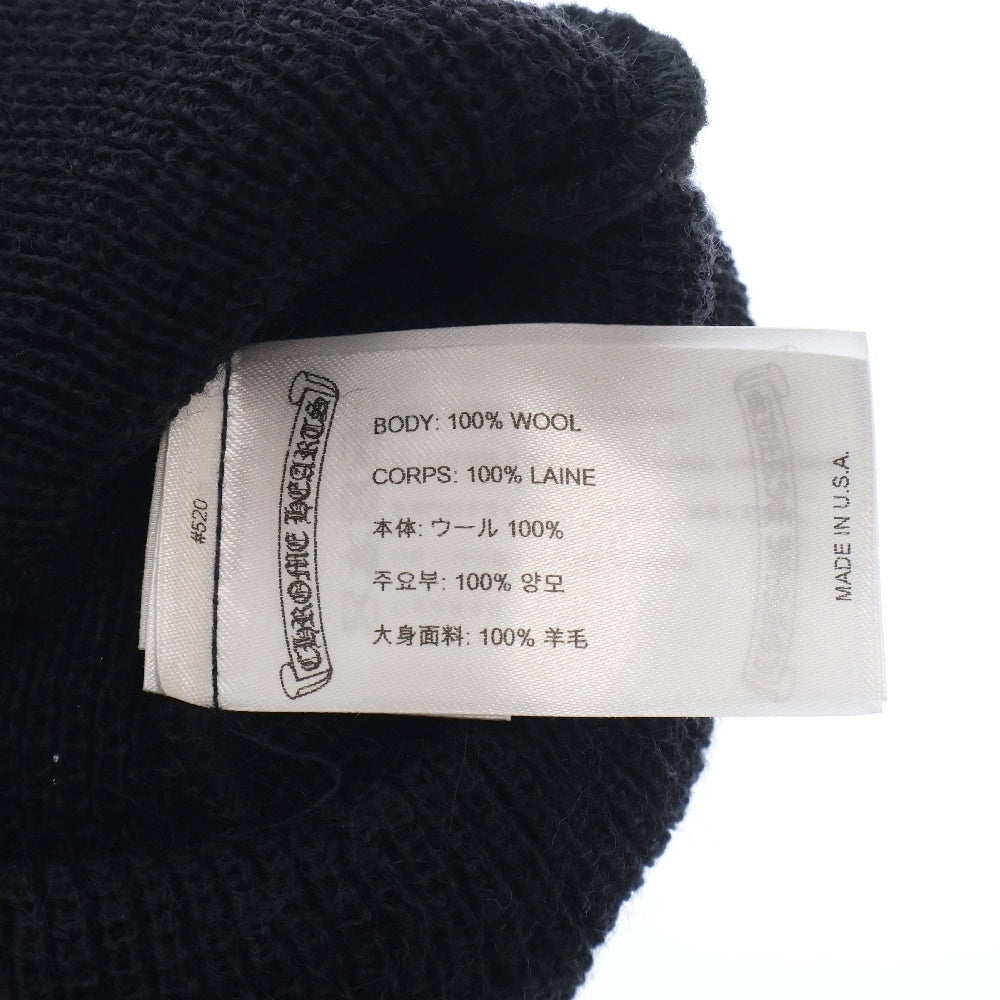 #520
CHROME HEARTS
BODY: 100% WOOL
CORPS: 100% LAINE
本体: ウール 100%
주요부: 100% 양모
大身面料: 100% 羊毛
MADE IN U.S.A.